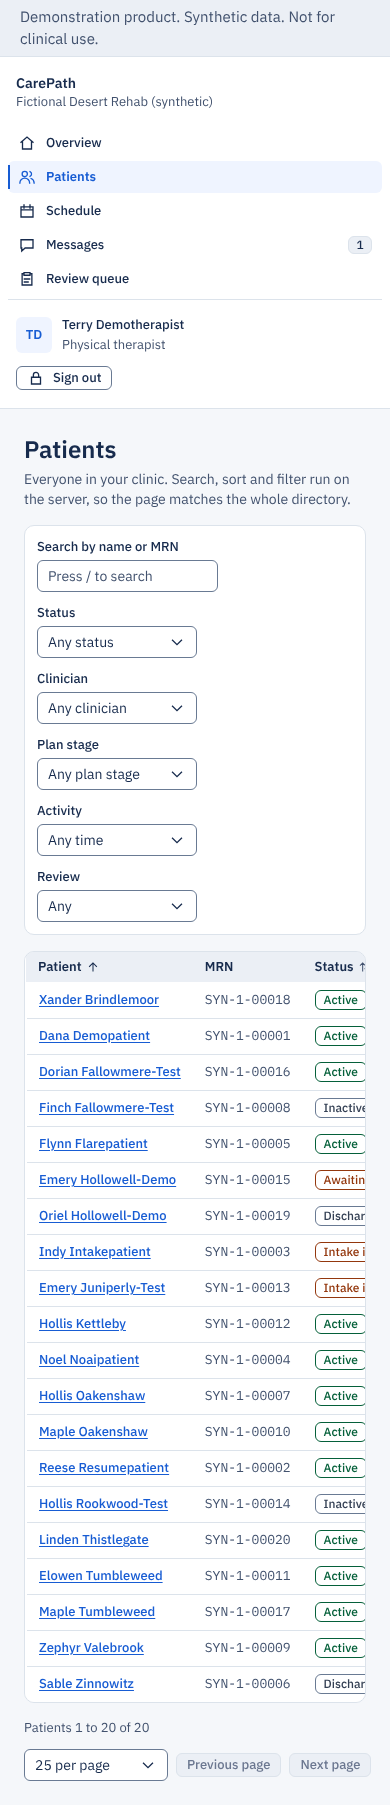 Demonstration product. Synthetic data. Not for
clinical use.
CarePath
Fictional Desert Rehab (synthetic)
Overview
Patients
Schedule
Messages 1
Review queue
TD
Terry Demotherapist
Physical therapist
Sign out
Patients
Everyone in your clinic. Search, sort and filter run on
the server, so the page matches the whole directory.
Search by name or MRN
Press / to search
Status
Any status
Clinician
Any clinician
Plan stage
Any plan stage
Activity
Any time
Review
Any
Patient ↑ MRN Status ↑
Xander Brindlemoor SYN-1-00018 Active
Dana Demopatient SYN-1-00001 Active
Dorian Fallowmere-Test SYN-1-00016 Active
Finch Fallowmere-Test SYN-1-00008 Inactive
Flynn Flarepatient SYN-1-00005 Active
Emery Hollowell-Demo SYN-1-00015 Awaitin
Oriel Hollowell-Demo SYN-1-00019 Dischar
Indy Intakepatient SYN-1-00003 Intake i
Emery Juniperly-Test SYN-1-00013 Intake i
Hollis Kettleby SYN-1-00012 Active
Noel Noaipatient SYN-1-00004 Active
Hollis Oakenshaw SYN-1-00007 Active
Maple Oakenshaw SYN-1-00010 Active
Reese Resumepatient SYN-1-00002 Active
Hollis Rookwood-Test SYN-1-00014 Inactive
Linden Thistlegate SYN-1-00020 Active
Elowen Tumbleweed SYN-1-00011 Active
Maple Tumbleweed SYN-1-00017 Active
Zephyr Valebrook SYN-1-00009 Active
Sable Zinnowitz SYN-1-00006 Dischar
Patients 1 to 20 of 20
25 per page Previous page Next page